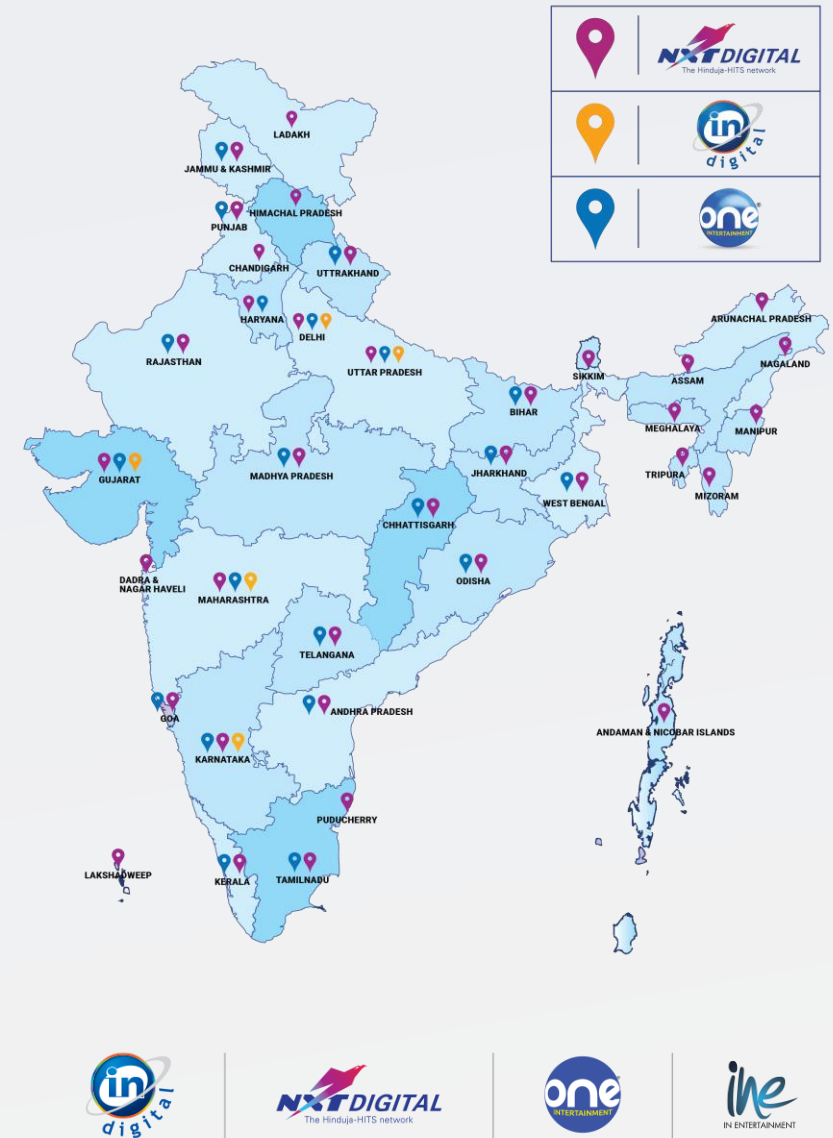 NXTDIGITAL
The Hinduja-HITS network
in
digital
one
INTERTAINMENT
LADAKH
JAMMU & KASHMIR
HIMACHAL PRADESH
PUNJAB
CHANDIGARH
UTTRAKHAND
HARYANA
DELHI
ARUNACHAL PRADESH
RAJASTHAN
UTTAR PRADESH
SIKKIM
ASSAM
NAGALAND
BIHAR
MEGHALAYA
MANIPUR
GUJARAT
MADHYA PRADESH
JHARKHAND
TRIPURA
MIZORAM
WEST BENGAL
CHHATTISGARH
DADRA &
NAGAR HAVELI
MAHARASHTRA
ODISHA
TELANGANA
GOA
ANDHRA PRADESH
ANDAMAN & NICOBAR ISLANDS
KARNATAKA
PUDUCHERRY
LAKSHADWEEP
KERALA
TAMILNADU
in
digital
NXTDIGITAL
The Hinduja-HITS network
one
INTERTAINMENT
ine
IN ENTERTAINMENT